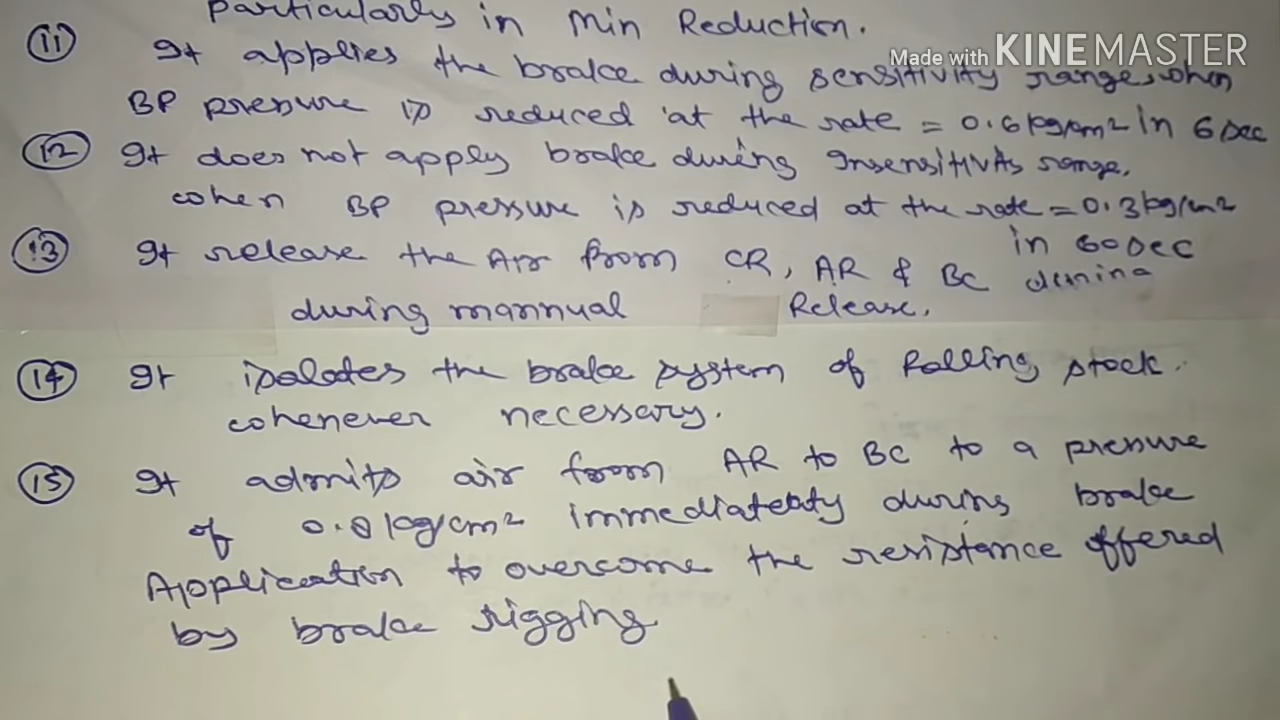 particularly in Min Reduction.
Made with KINEMASTER
(11) It applies the brake during sensitivity range, when
BP pressure is reduced at the rate = 0.6 kg/cm2 in 6 Sec
(12) It does not apply brake during Insensitivity range,
when BP pressure is reduced at the rate = 0.3 kg/cm2
in 60 Sec
(13) It release the Air from CR, AR & BC during
during mannual Release.
(14) It isolates the brake system of Rolling stock.
whenever necessary.
(15) It admits air from AR to BC to a pressure
of 0.8 kg/cm2 immediately during brake
Application to overcome the resistance offered
by brake rigging